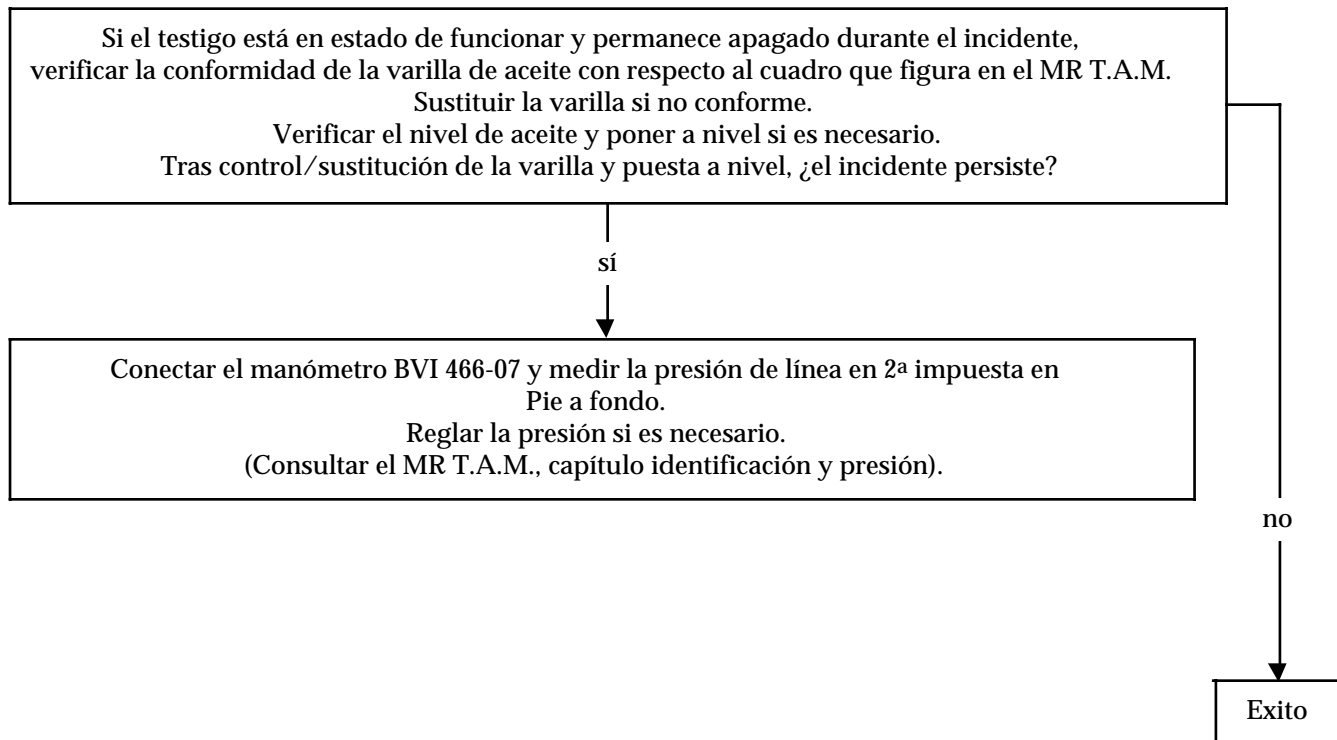 Si el testigo está en estado de funcionar y permanece apagado durante el incidente,
verificar la conformidad de la varilla de aceite con respecto al cuadro que figura en el MR T.A.M.
Sustituir la varilla si no conforme.
Verificar el nivel de aceite y poner a nivel si es necesario.
Tras control/sustitución de la varilla y puesta a nivel, ¿el incidente persiste?
sí
Conectar el manómetro BVI 466-07 y medir la presión de línea en 2ª impuesta en
Pie a fondo.
Reglar la presión si es necesario.
(Consultar el MR T.A.M., capítulo identificación y presión).
no
Exito